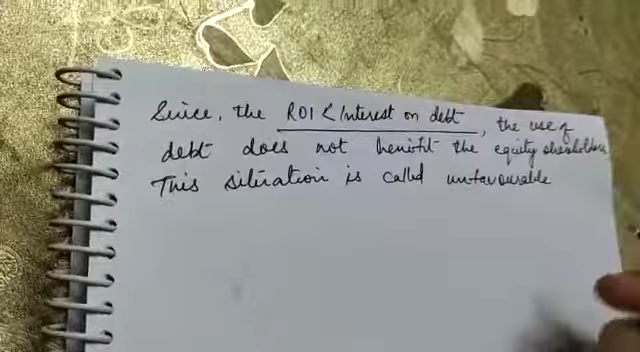 Since, the ROI < Interest on debt, the use of
debt does not benifit the equity shareholders
This situation is called unfavourable